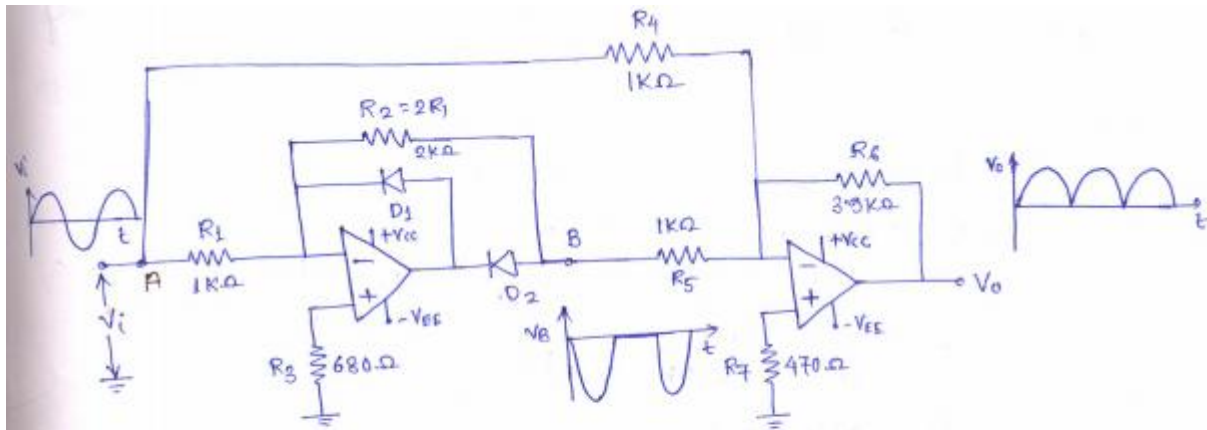 R4
1KΩ
R2 = 2R1
2KΩ
Vi
t
D1
R1
1KΩ
A
+Vcc
-
+
-VEE
D2
B
1KΩ
R5
R6
3.9KΩ
Vo
t
+Vcc
-
+
-VEE
Vo
Vi
R3
680Ω
VB
t
R7
470Ω